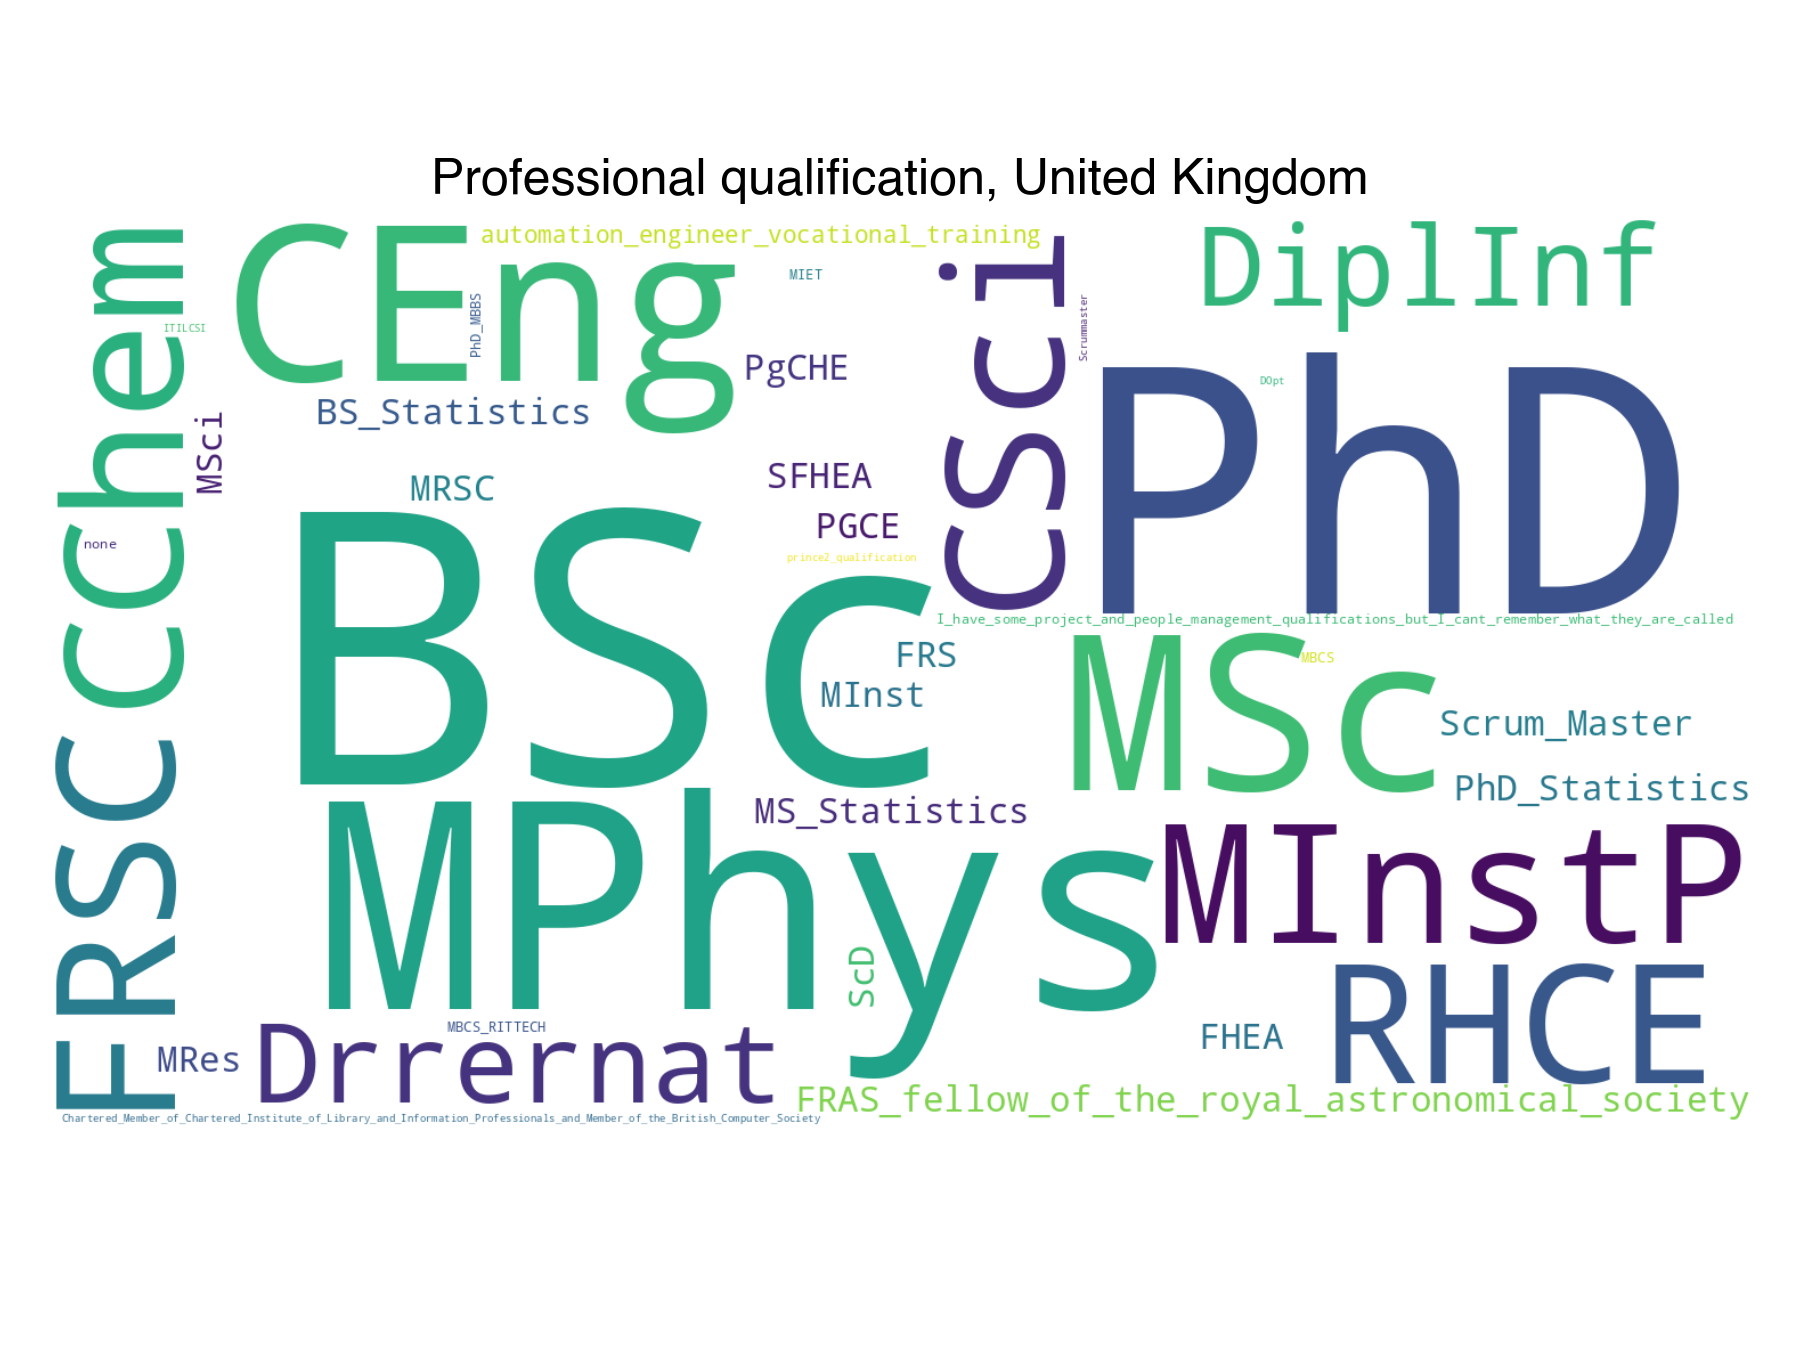 Professional qualification, United Kingdom
CChem
CEng
automation_engineer_vocational_training
MIET
CSci
DiplInf
ITILCSI
PhD_MBBS
Scrummaster
PgCHE
DOpt
PhD
BS_Statistics
MSci
MRSC
SFHEA
PGCE
none
prince2_qualification
BSc
I_have_some_project_and_people_management_qualifications_but_I_cant_remember_what_they_are_called
FRS
MBCS
MSc
MInst
Scrum_Master
FRSC
PhD_Statistics
MS_Statistics
MPhys
MInstP
ScD
RHCE
MBCS_RITTECH
FHEA
MRes
Drrernat
FRAS_fellow_of_the_royal_astronomical_society
Chartered_Member_of_Chartered_Institute_of_Library_and_Information_Professionals_and_Member_of_the_British_Computer_Society